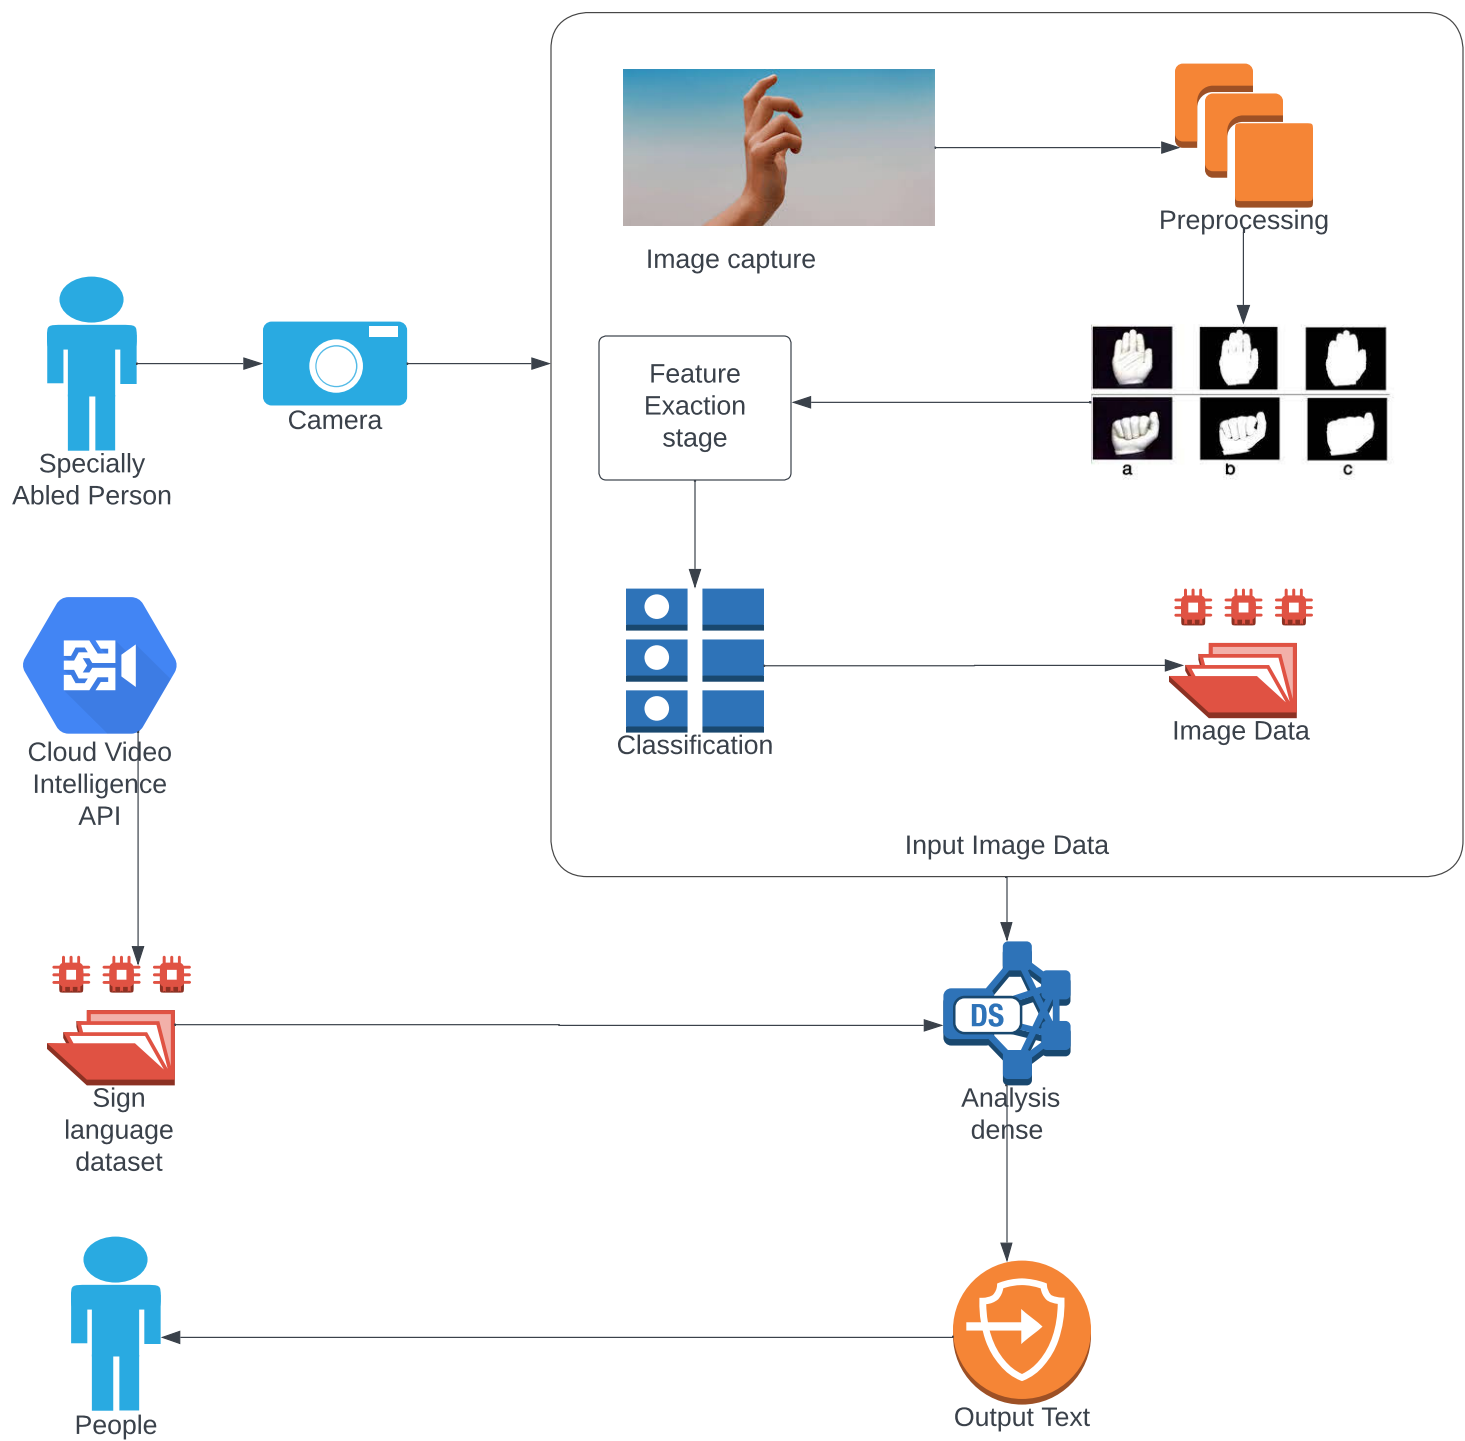 Image capture
Preprocessing
Specially
Abled Person
Camera
Feature
Exaction
stage
a
b
c
Classification
Image Data
Cloud Video
Intelligence
API
Input Image Data
DS
Sign
language
dataset
Analysis
dense
People
Output Text